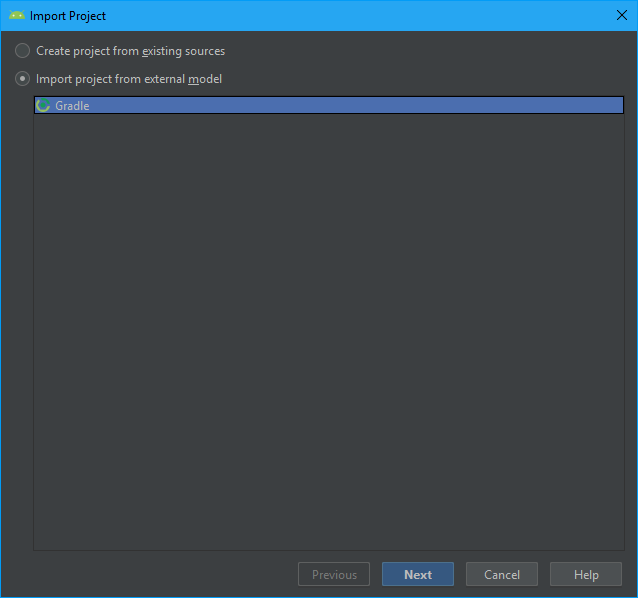 Import Project
Create project from existing sources
Import project from external model
Gradle
Previous
Next
Cancel
Help